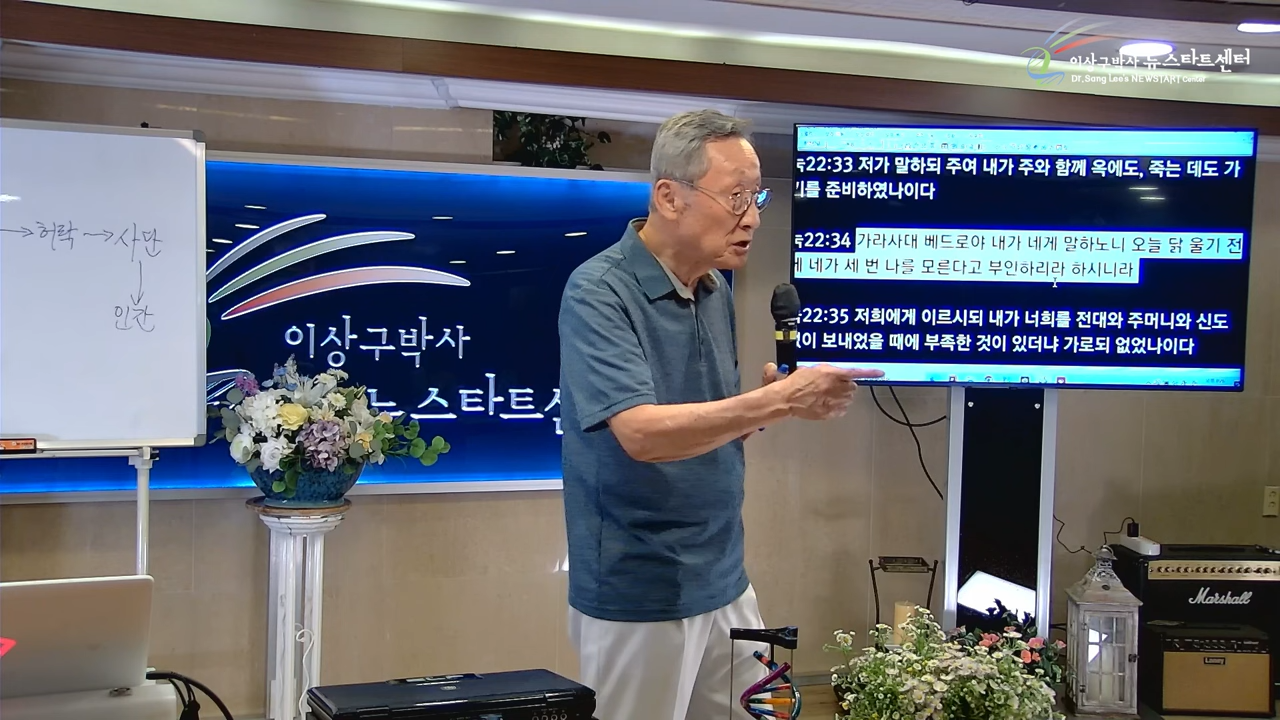 이상구박사 뉴스타트센터
Dr. Sang Lee's NEWSTART Center
눅22:33 저가 말하되 주여 내가 주와 함께 옥에도, 죽는 데도 가
기를 준비하였나이다
눅22:34 가라사대 베드로야 내가 네게 말하노니 오늘 닭 울기 전
에 네가 세 번 나를 모른다고 부인하리라 하시니라
눅22:35 저희에게 이르시되 내가 너희를 전대와 주머니와 신도
없이 보내었을 때에 부족한 것이 있더냐 가로되 없었나이다
→허락→사단
↓
인간
이상구박사
뉴스타트센
Marshall
Laney